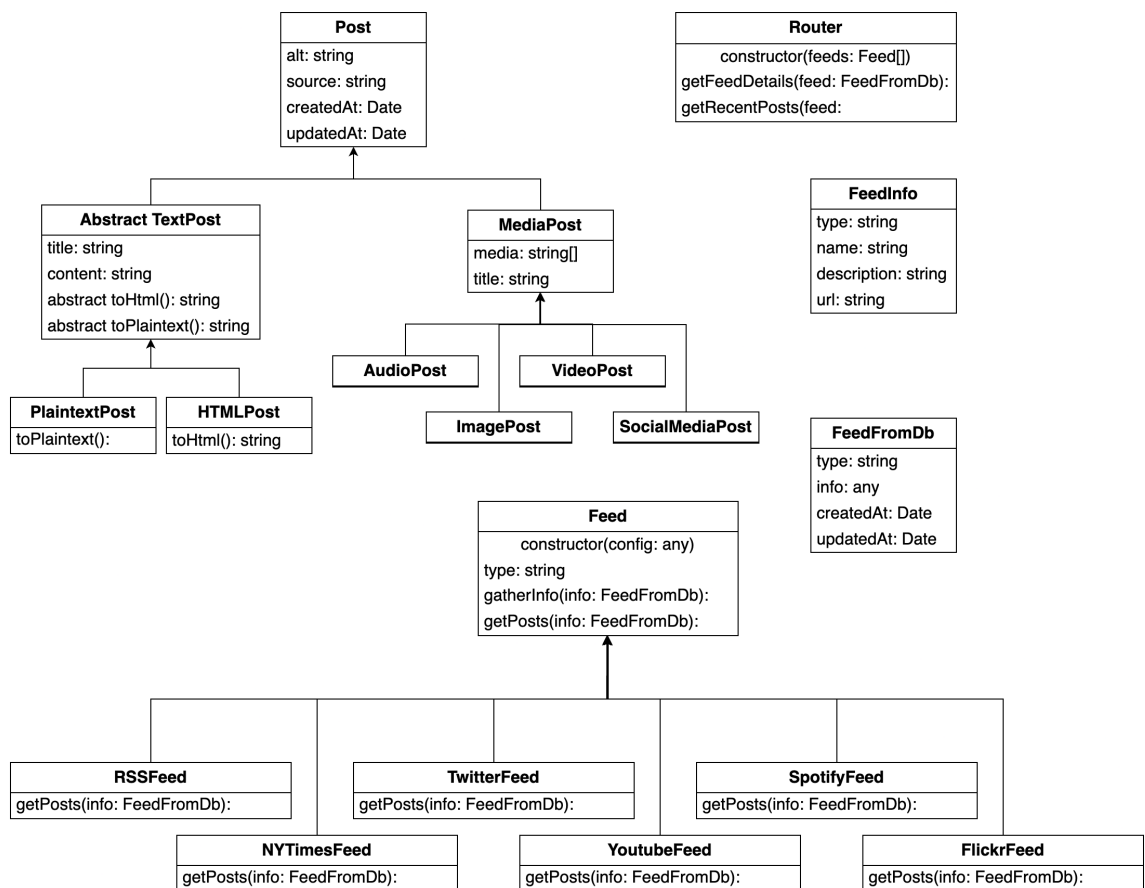 Post
alt: string
source: string
createdAt: Date
updatedAt: Date
Router
constructor(feeds: Feed[])
getFeedDetails(feed: FeedFromDb):
getRecentPosts(feed:
Abstract TextPost
title: string
content: string
abstract toHtml(): string
abstract toPlaintext(): string
MediaPost
media: string[]
title: string
FeedInfo
type: string
name: string
description: string
url: string
PlaintextPost
toPlaintext():
HTMLPost
toHtml(): string
AudioPost
VideoPost
ImagePost
SocialMediaPost
FeedFromDb
type: string
info: any
createdAt: Date
updatedAt: Date
Feed
constructor(config: any)
type: string
gatherInfo(info: FeedFromDb):
getPosts(info: FeedFromDb):
RSSFeed
getPosts(info: FeedFromDb):
TwitterFeed
getPosts(info: FeedFromDb):
SpotifyFeed
getPosts(info: FeedFromDb):
NYTimesFeed
getPosts(info: FeedFromDb):
YoutubeFeed
getPosts(info: FeedFromDb):
FlickrFeed
getPosts(info: FeedFromDb):